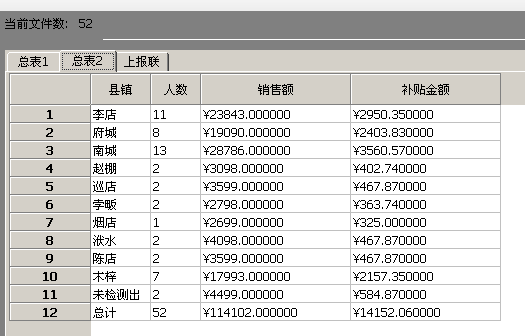 当前文件数: 52
总表1 总表2 上报联
县镇 人数 销售额 补贴金额
1 李店 11 ¥23843.000000 ¥2950.350000
2 府城 8 ¥19090.000000 ¥2403.830000
3 南城 13 ¥28786.000000 ¥3560.570000
4 赵棚 2 ¥3098.000000 ¥402.740000
5 巡店 2 ¥3599.000000 ¥467.870000
6 孛畈 2 ¥2798.000000 ¥363.740000
7 烟店 1 ¥2699.000000 ¥325.000000
8 洑水 2 ¥4098.000000 ¥467.870000
9 陈店 2 ¥3599.000000 ¥467.870000
10 木梓 7 ¥17993.000000 ¥2157.350000
11 未检测出 2 ¥4499.000000 ¥584.870000
12 总计 52 ¥114102.000000 ¥14152.060000